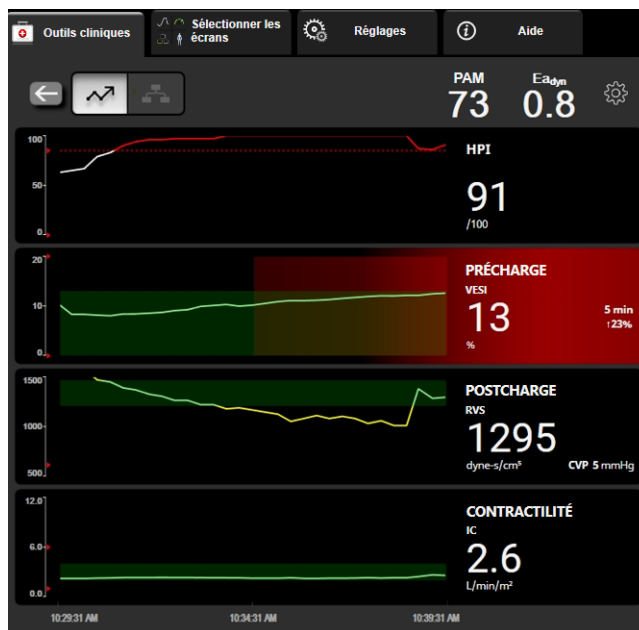 Outils cliniques
Sélectionner les
écrans
Réglages
Aide
PAM
73
Eadyn
0.8
100
50
0
HPI
91
/100
20
10
0
PRÉCHARGE
VESI
13
%
5 min
↑23%
1500
1000
500
POSTCHARGE
RVS
1295
dyne-s/cm⁵
CVP 5 mmHg
12.0
6.0
0.0
CONTRACTILITÉ
IC
2.6
L/min/m²
10:29:31 AM
10:34:31 AM
10:39:31 AM